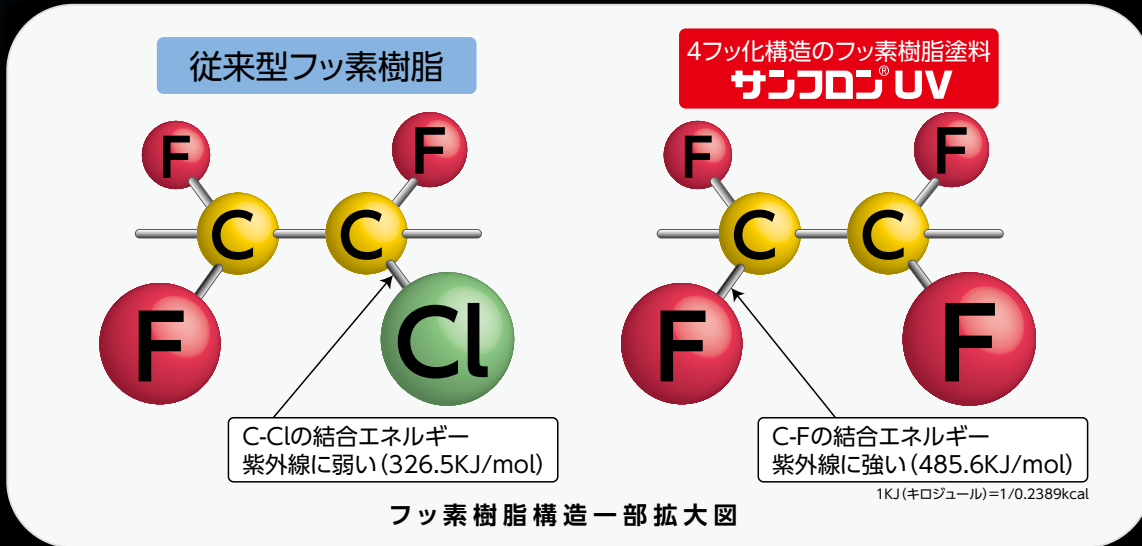 従来型フッ素樹脂
4フッ化構造のフッ素樹脂塗料
サンフロン®UV
F
F
C
C
F
Cl
F
F
C
C
F
F
C-Clの結合エネルギー
紫外線に弱い(326.5KJ/mol)
C-Fの結合エネルギー
紫外線に強い(485.6KJ/mol)
1KJ(キロジュール)=1/0.2389kcal
フッ素樹脂構造一部拡大図